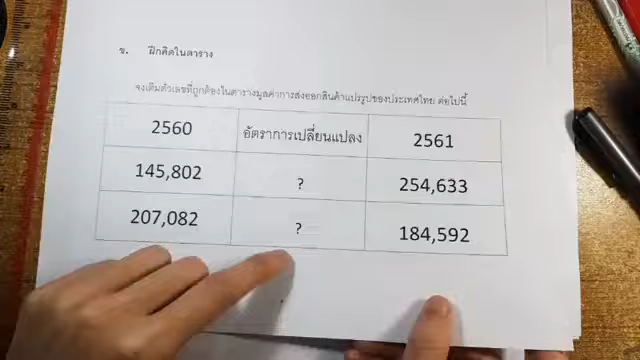 ข. ฝึกคิดในตาราง
จงเติมตัวเลขที่ถูกต้องในตารางมูลค่าการส่งออกสินค้าแปรรูปของประเทศไทย ต่อไปนี้
2560 อัตราการเปลี่ยนแปลง 2561
145,802 ? 254,633
207,082 ? 184,592